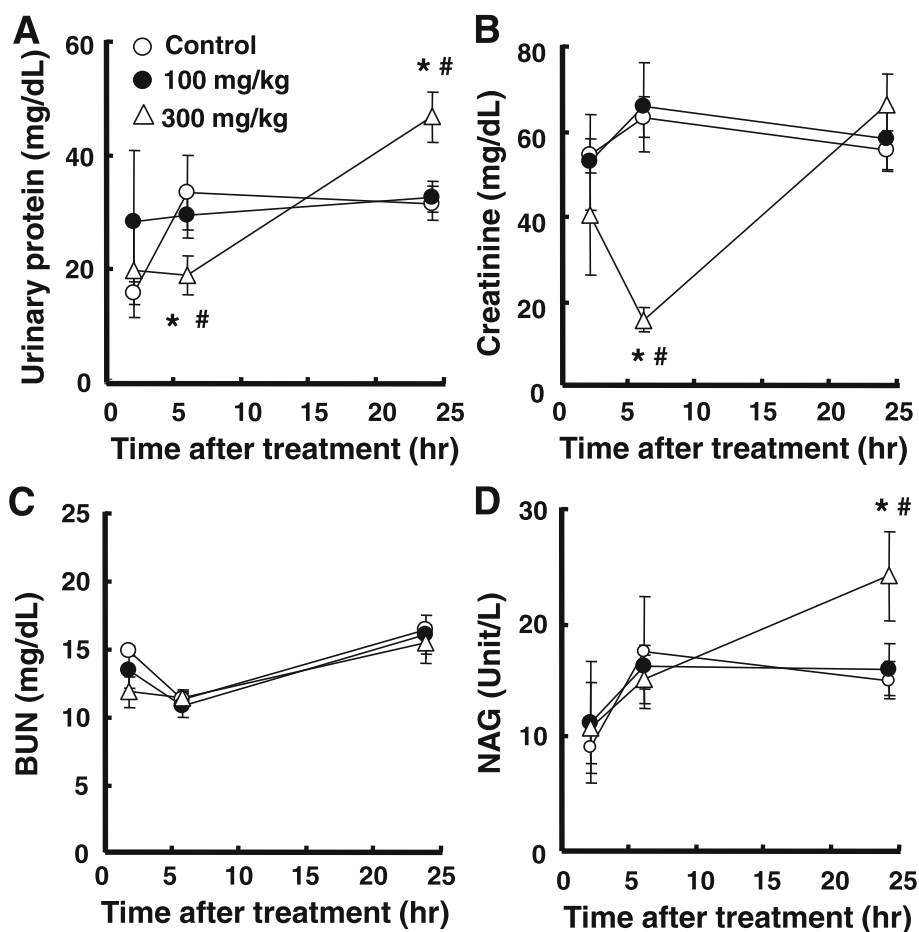 A
Urinary protein (mg/dL)
60
40
20
0
Control
100 mg/kg
300 mg/kg
* #
* #
0 5 10 15 20 25
Time after treatment (hr)
B
Creatinine (mg/dL)
80
60
40
20
0
* #
0 5 10 15 20 25
Time after treatment (hr)
C
BUN (mg/dL)
25
20
15
10
5
0
0 5 10 15 20 25
Time after treatment (hr)
D
NAG (Unit/L)
30
20
10
0
* #
0 5 10 15 20 25
Time after treatment (hr)